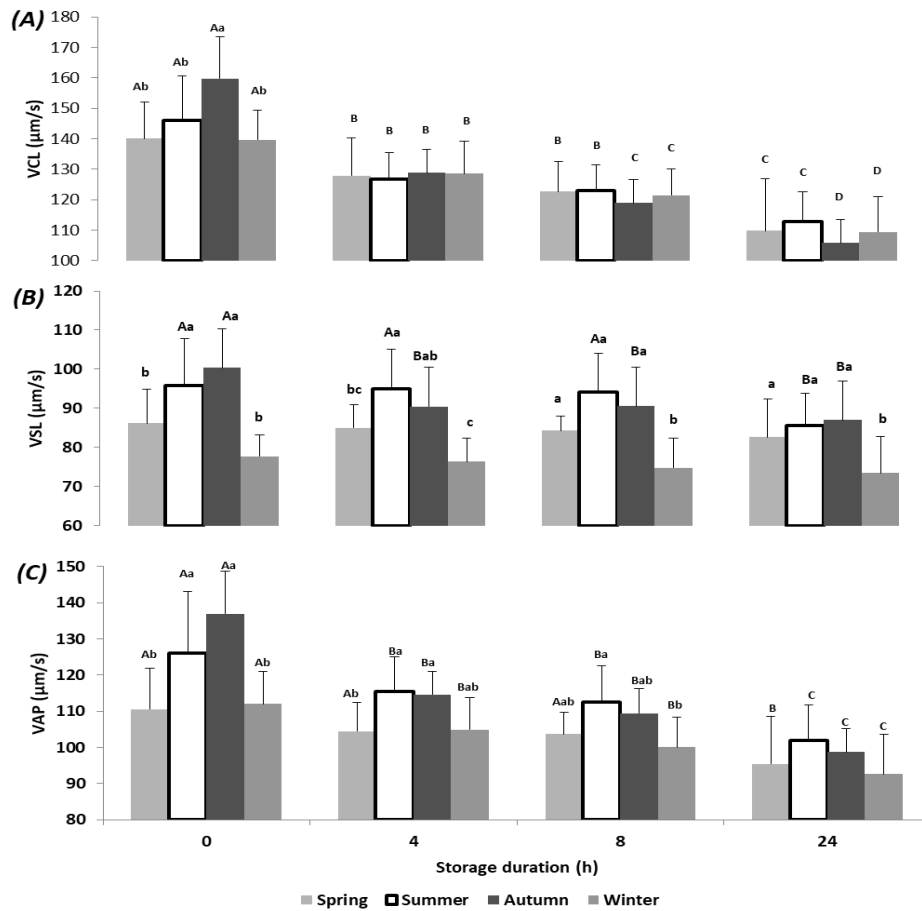 (A)
VCL (µm/s)
180
170
160
150
140
130
120
110
100
Ab Ab Aa Ab
B B B B
B B C C
C C D D
(B)
VSL (µm/s)
120
110
100
90
80
70
60
b Aa Aa b
bc Aa Bab c
a Aa Ba b
a Ba Ba b
(C)
VAP (µm/s)
150
140
130
120
110
100
90
80
Ab Aa Aa Ab
Ab Ba Ba Bab
Aab Ba Bab Bb
B C C C
0 4 8 24
Storage duration (h)
Spring Summer Autumn Winter